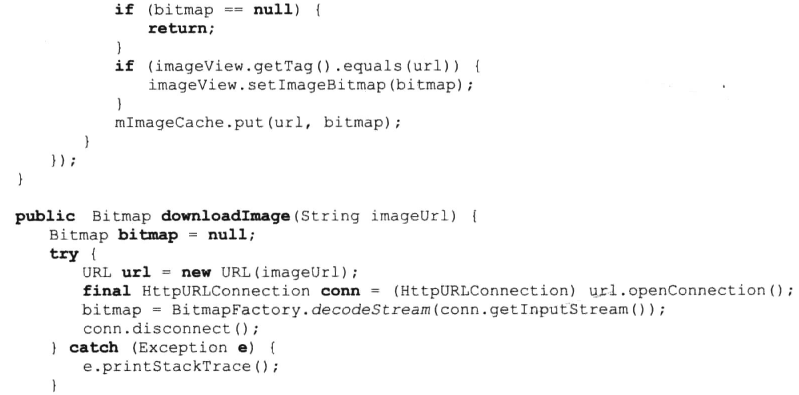 if (bitmap == null) {
                return;
            }
            if (imageView.getTag().equals(url)) {
                imageView.setImageBitmap(bitmap);
            }
            mImageCache.put(url, bitmap);
        }
    });
}
public Bitmap downloadImage(String imageUrl) {
    Bitmap bitmap = null;
    try {
        URL url = new URL(imageUrl);
        final HttpURLConnection conn = (HttpURLConnection) url.openConnection();
        bitmap = BitmapFactory.decodeStream(conn.getInputStream());
        conn.disconnect();
    } catch (Exception e) {
        e.printStackTrace();
    }